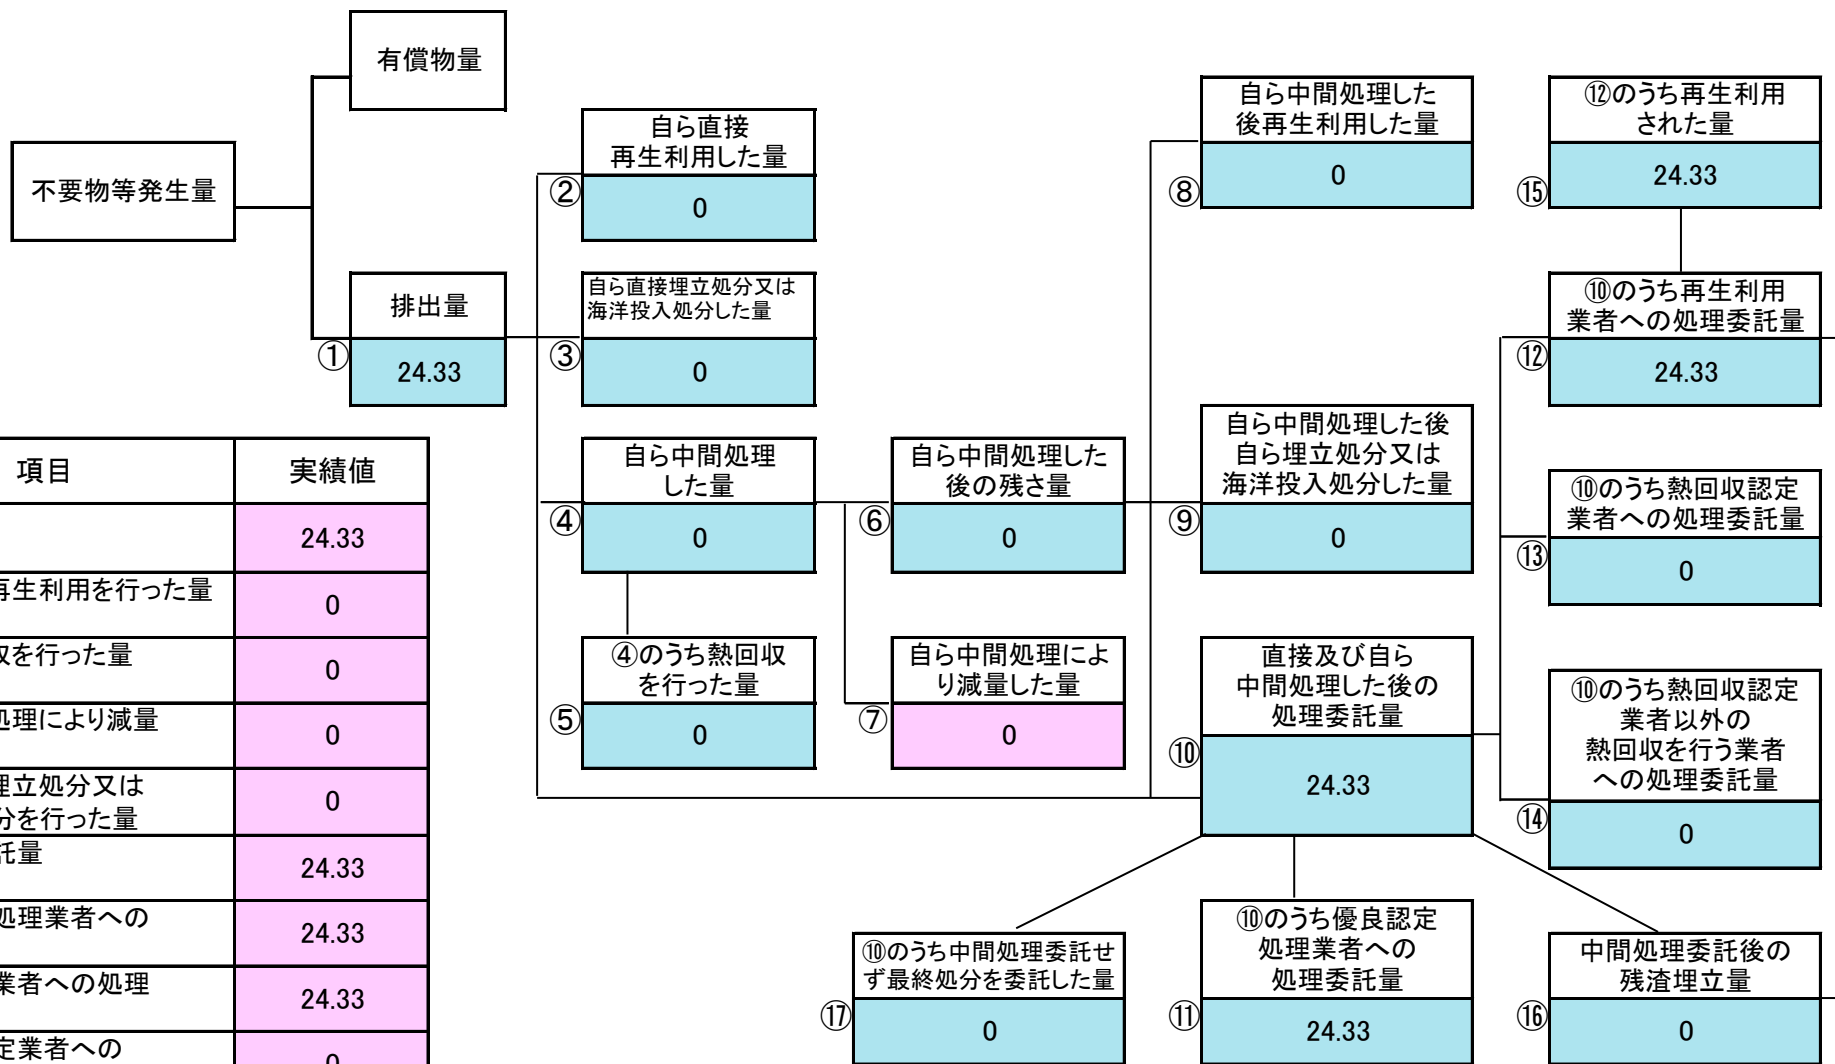 有償物量
不要物等発生量
排出量
①
24.33
自ら直接
再生利用した量
②
0
自ら直接埋立処分又は
海洋投入処分した量
③
0
自ら中間処理
した量
④
0
④のうち熱回収
を行った量
⑤
0
自ら中間処理した
後の残さ量
⑥
0
自ら中間処理によ
り減量した量
⑦
0
自ら中間処理した
後再生利用した量
⑧
0
自ら中間処理した後
自ら埋立処分又は
海洋投入処分した量
⑨
0
直接及び自ら
中間処理した後の
処理委託量
⑩
24.33
⑫のうち再生利用
された量
⑮
24.33
⑩のうち再生利用
業者への処理委託量
⑫
24.33
⑩のうち熱回収認定
業者への処理委託量
⑬
0
⑩のうち熱回収認定
業者以外の
熱回収を行う業者
への処理委託量
⑭
0
⑩のうち中間処理委託せ
ず最終処分を委託した量
⑰
0
⑩のうち優良認定
処理業者への
処理委託量
⑪
24.33
中間処理委託後の
残渣埋立量
⑯
0
項目 実績値
24.33
再生利用を行った量
0
収を行った量
0
処理により減量
0
埋立処分又は
分を行った量
0
託量
24.33
処理業者への
24.33
業者への処理
24.33
定業者への
0